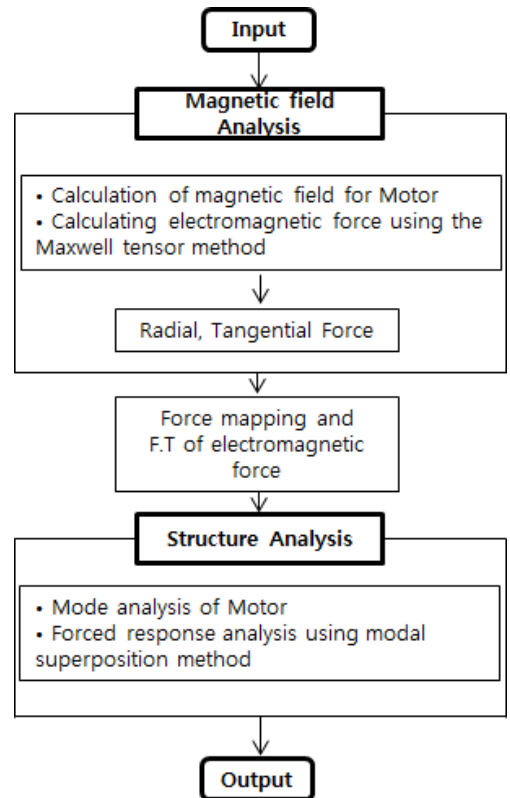 Input
Magnetic field
Analysis
• Calculation of magnetic field for Motor
• Calculating electromagnetic force using the
Maxwell tensor method
Radial, Tangential Force
Force mapping and
F.T of electromagnetic
force
Structure Analysis
• Mode analysis of Motor
• Forced response analysis using modal
superposition method
Output